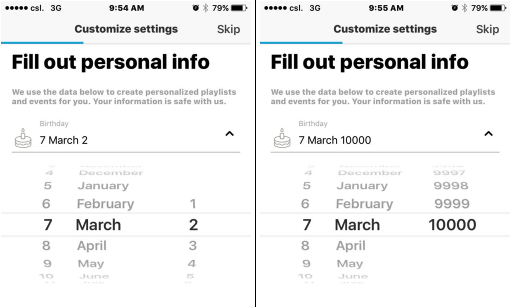 csl. 3G 9:54 AM 79%
Customize settings Skip
Fill out personal info
We use the data below to create personalized playlists
and events for you. Your information is safe with us.
Birthday
7 March 2
4 December
5 January
6 February 1
7 March 2
8 April 3
9 May 4
10 June 5
csl. 3G 9:55 AM 79%
Customize settings Skip
Fill out personal info
We use the data below to create personalized playlists
and events for you. Your information is safe with us.
Birthday
7 March 10000
4 December 9997
5 January 9998
6 February 9999
7 March 10000
8 April
9 May
10 June